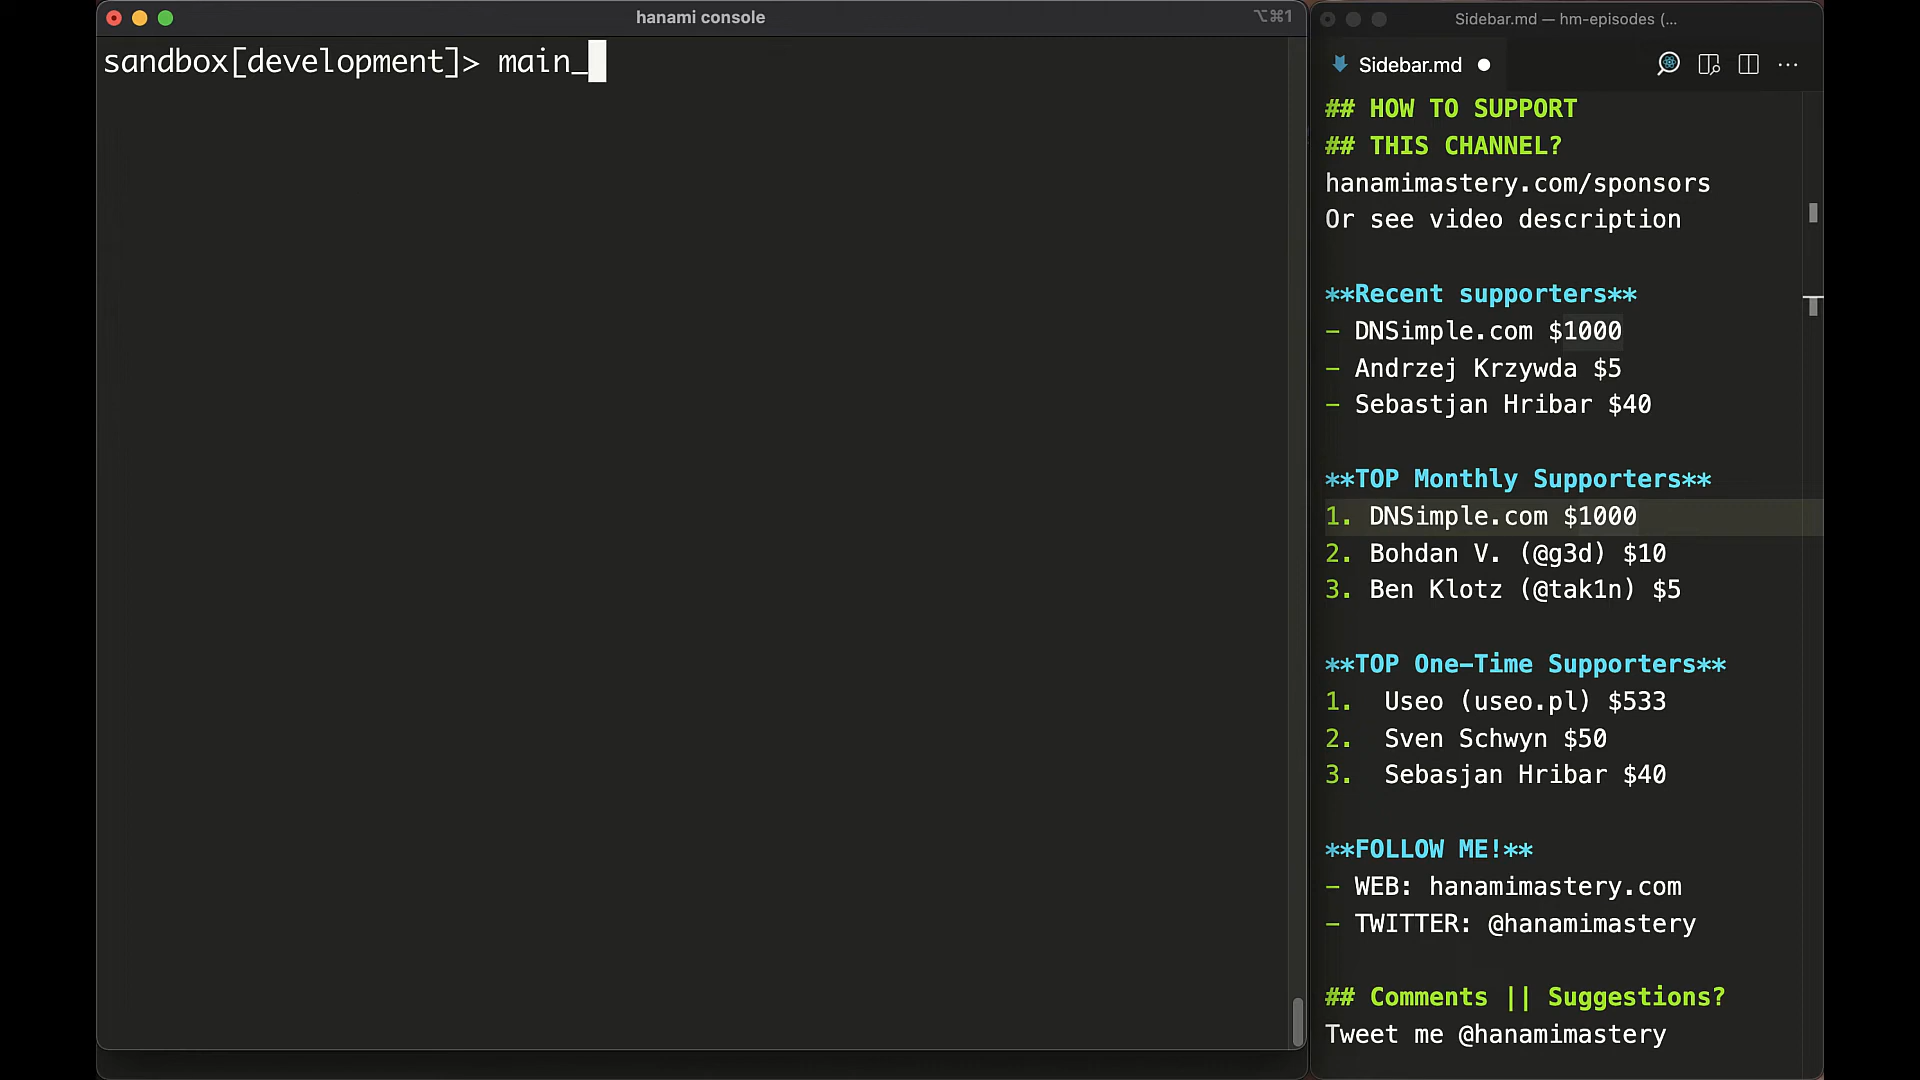 hanami console
⌥⌘1
sandbox[development]> main_
Sidebar.md — hm-episodes (...
Sidebar.md
## HOW TO SUPPORT
## THIS CHANNEL?
hanamimastery.com/sponsors
Or see video description
**Recent supporters**
- DNSimple.com $1000
- Andrzej Krzywda $5
- Sebastjan Hribar $40
**TOP Monthly Supporters**
1. DNSimple.com $1000
2. Bohdan V. (@g3d) $10
3. Ben Klotz (@tak1n) $5
**TOP One-Time Supporters**
1. Useo (useo.pl) $533
2. Sven Schwyn $50
3. Sebasjan Hribar $40
**FOLLOW ME!**
- WEB: hanamimastery.com
- TWITTER: @hanamimastery
## Comments || Suggestions?
Tweet me @hanamimastery